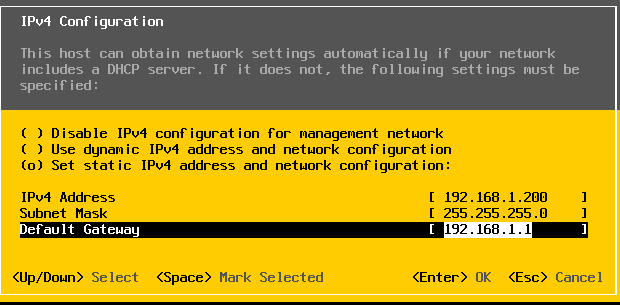 IPv4 Configuration
This host can obtain network settings automatically if your network
includes a DHCP server. If it does not, the following settings must be
specified:
( ) Disable IPv4 configuration for management network
( ) Use dynamic IPv4 address and network configuration
(o) Set static IPv4 address and network configuration:
IPv4 Address [ 192.168.1.200 ]
Subnet Mask [ 255.255.255.0 ]
Default Gateway [ 192.168.1.1 ]
<Up/Down> Select <Space> Mark Selected <Enter> OK <Esc> Cancel